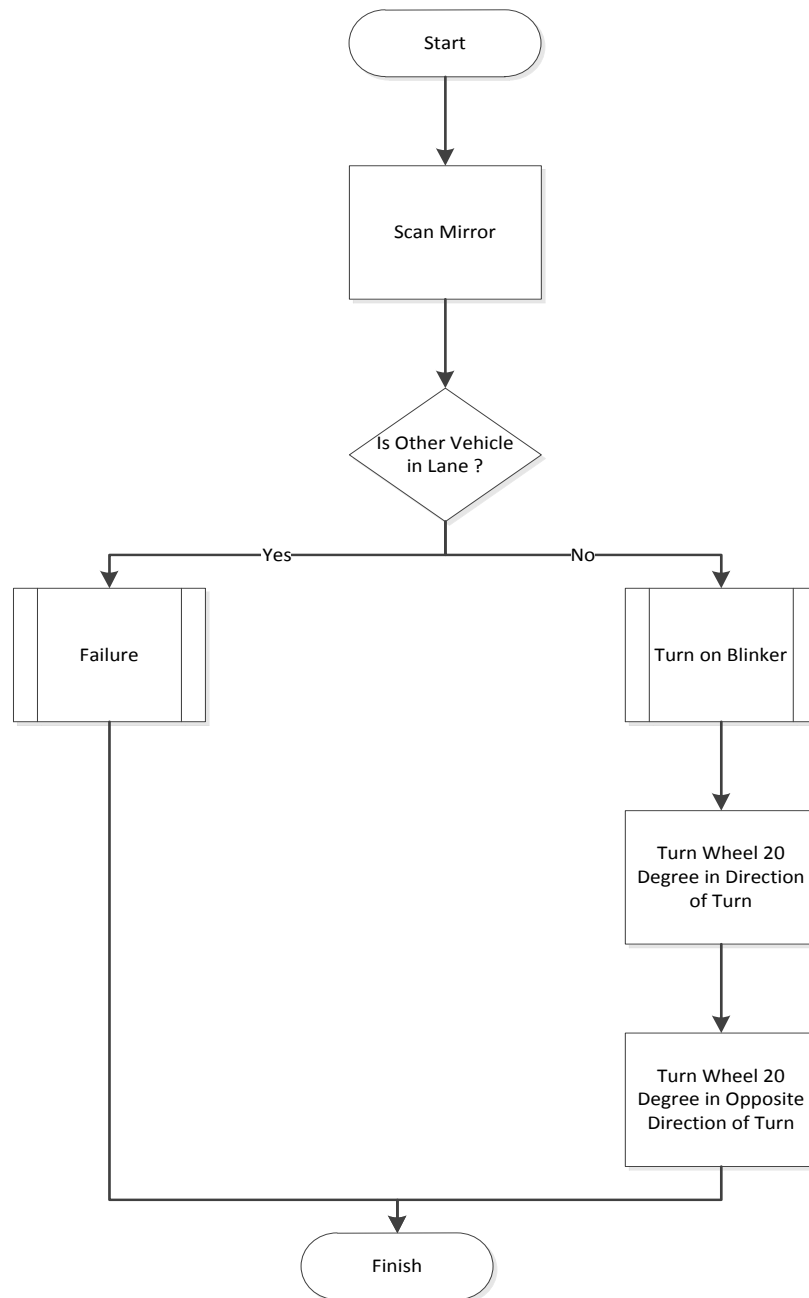 Start
Scan Mirror
Is Other Vehicle
in Lane ?
Yes
No
Failure
Turn on Blinker
Turn Wheel 20
Degree in Direction
of Turn
Turn Wheel 20
Degree in Opposite
Direction of Turn
Finish